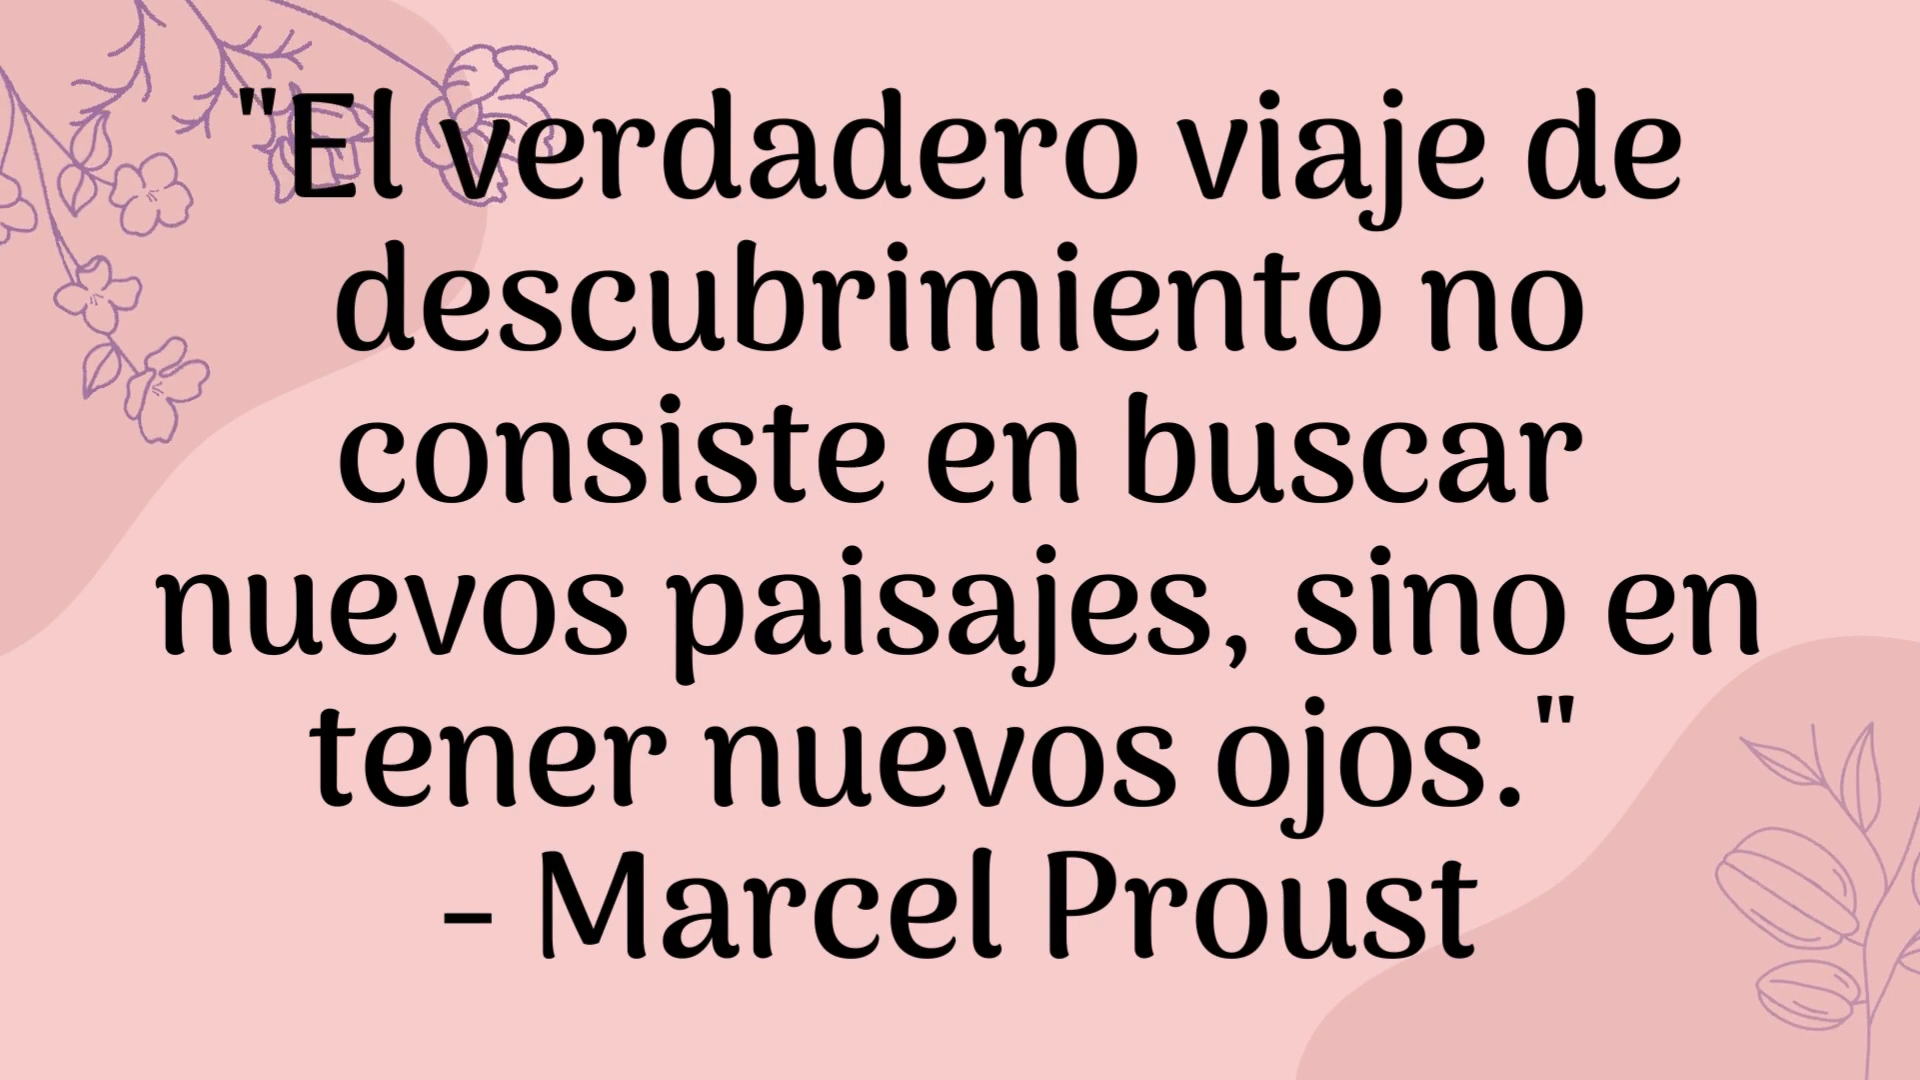 "El verdadero viaje de
descubrimiento no
consiste en buscar
nuevos paisajes, sino en
tener nuevos ojos."
- Marcel Proust